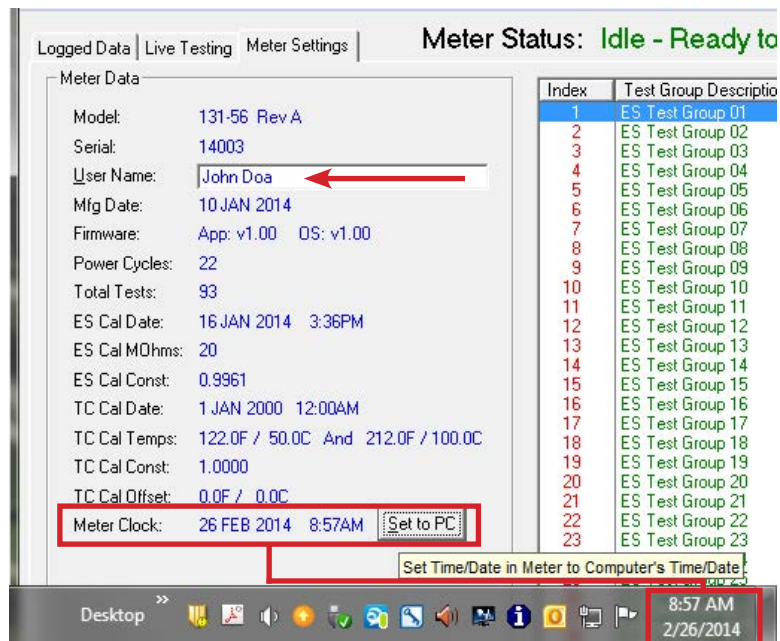 Logged Data Live Testing Meter Settings Meter Status: Idle - Ready to
Meter Data
Model: 131-56 Rev A
Serial: 14003
User Name: John Doa
Mfg Date: 10 JAN 2014
Firmware: App: v1.00 OS: v1.00
Power Cycles: 22
Total Tests: 93
ES Cal Date: 16 JAN 2014 3:36PM
ES Cal MOhms: 20
ES Cal Const: 0.9961
TC Cal Date: 1 JAN 2000 12:00AM
TC Cal Temps: 122.0F / 50.0C And 212.0F / 100.0C
TC Cal Const: 1.0000
TC Cal Offset: 0.0F / 0.0C
Meter Clock: 26 FEB 2014 8:57AM Set to PC
Index Test Group Descriptio
1 ES Test Group 01
2 ES Test Group 02
3 ES Test Group 03
4 ES Test Group 04
5 ES Test Group 05
6 ES Test Group 06
7 ES Test Group 07
8 ES Test Group 08
9 ES Test Group 09
10 ES Test Group 10
11 ES Test Group 11
12 ES Test Group 12
13 ES Test Group 13
14 ES Test Group 14
15 ES Test Group 15
16 ES Test Group 16
17 ES Test Group 17
18 ES Test Group 18
19 ES Test Group 19
20 ES Test Group 20
21 ES Test Group 21
22 ES Test Group 22
23 ES Test Group 23
Set Time/Date in Meter to Computer's Time/Date
Desktop »
8:57 AM
2/26/2014